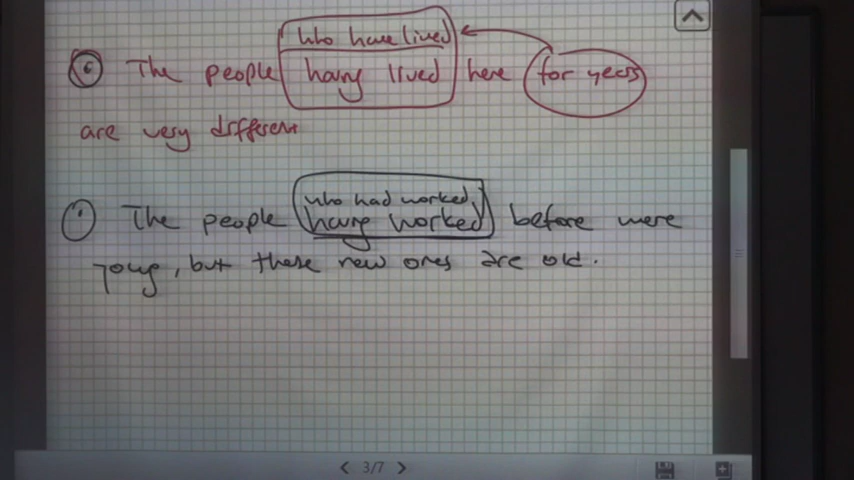 who have lived
6 The people having lived here for years
are very different
who had worked
The people having worked before were
young, but these new ones are old.
< 3/7 >